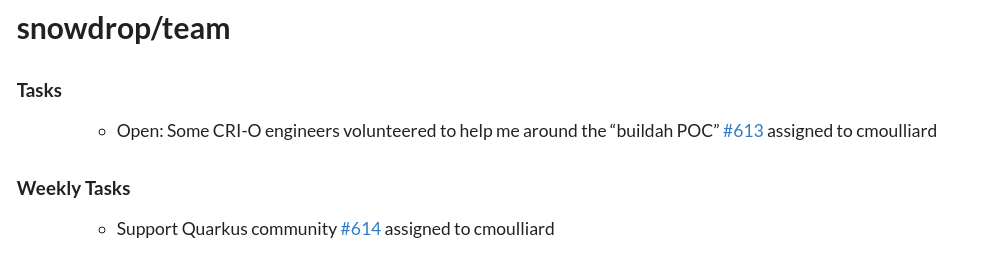 snowdrop/team
Tasks
Open: Some CRI-O engineers volunteered to help me around the “buildah POC” #613 assigned to cmoulliard
Weekly Tasks
Support Quarkus community #614 assigned to cmoulliard